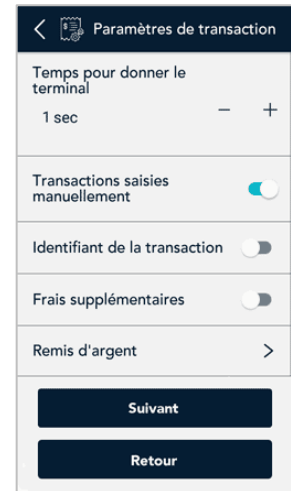 Paramètres de transaction
Temps pour donner le
terminal
1 sec
− +
Transactions saisies
manuellement
Identifiant de la transaction
Frais supplémentaires
Remis d'argent
Suivant
Retour